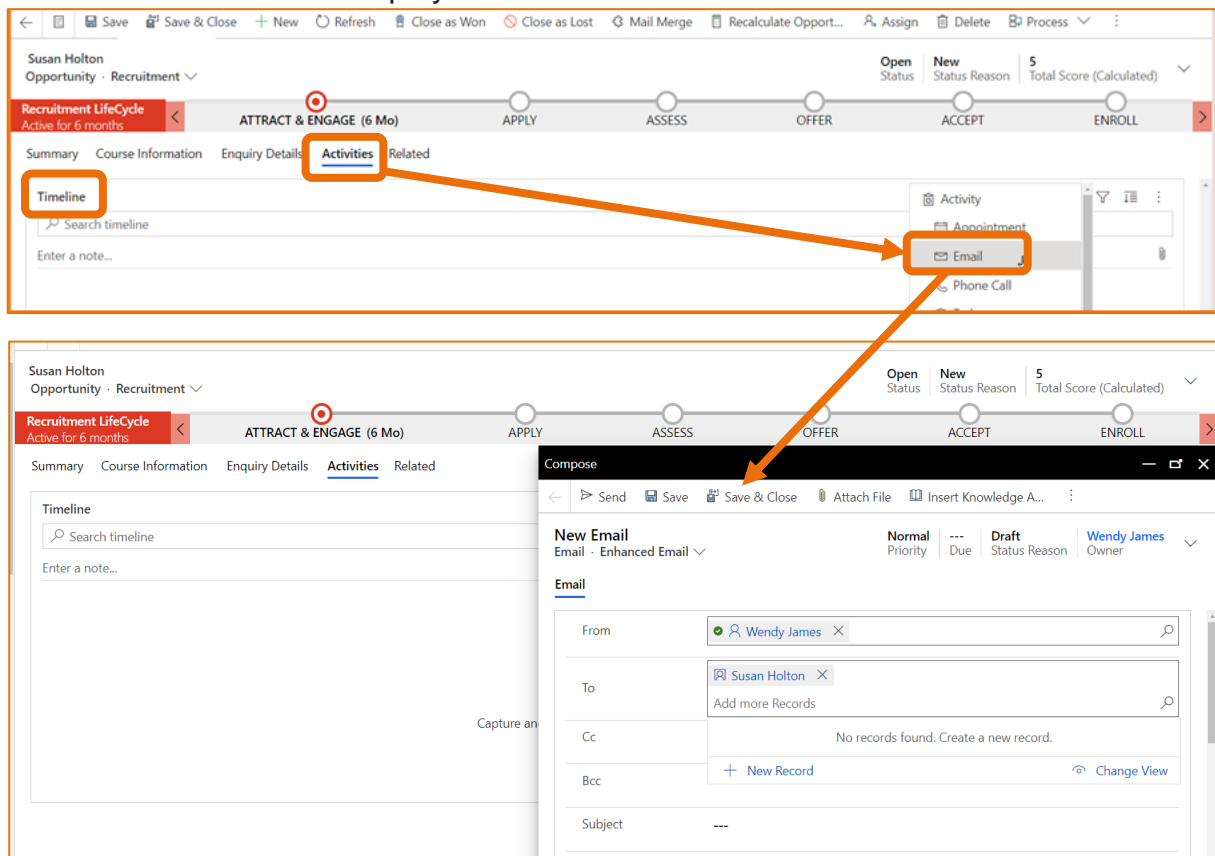 Save Save & Close New Refresh Close as Won Close as Lost Mail Merge Recalculate Opport... Assign Delete Process
Susan Holton
Opportunity · Recruitment
Open New 5
Status Status Reason Total Score (Calculated)
Recruitment LifeCycle
Active for 6 months
ATTRACT & ENGAGE (6 Mo) APPLY ASSESS OFFER ACCEPT ENROLL
Summary Course Information Enquiry Details Activities Related
Timeline
Search timeline
Enter a note...
Activity
Appointment
Email
Phone Call
Susan Holton
Opportunity · Recruitment
Open New 5
Status Status Reason Total Score (Calculated)
Recruitment LifeCycle
Active for 6 months
ATTRACT & ENGAGE (6 Mo) APPLY ASSESS OFFER ACCEPT ENROLL
Summary Course Information Enquiry Details Activities Related
Timeline
Search timeline
Enter a note...
Capture an
Compose
Send Save Save & Close Attach File Insert Knowledge A...
New Email
Email · Enhanced Email
Normal --- Draft Wendy James
Priority Due Status Reason Owner
Email
From Wendy James
To Susan Holton
Add more Records
Cc
No records found. Create a new record.
New Record Change View
Bcc
Subject ---